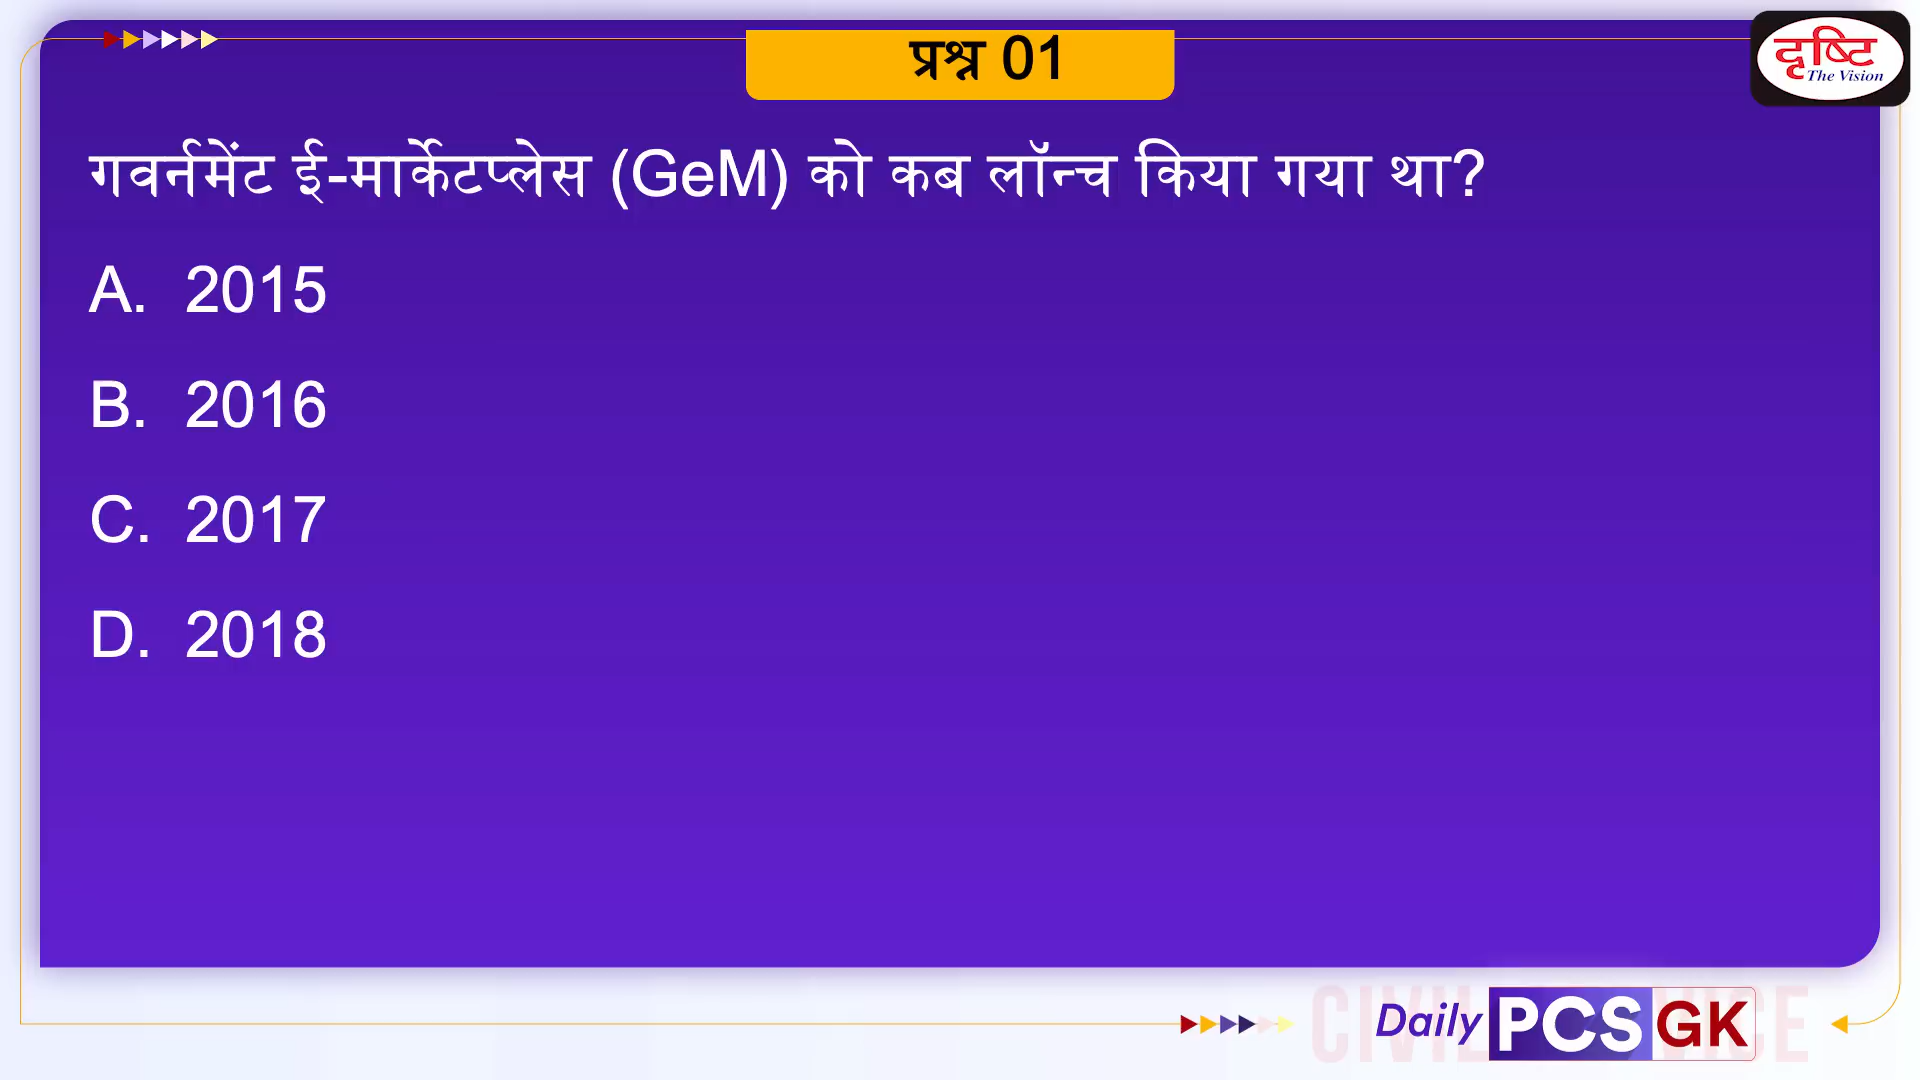 प्रश्न 01
दृष्टि
The Vision
गवर्नमेंट ई-मार्केटप्लेस (GeM) को कब लॉन्च किया गया था?
A. 2015
B. 2016
C. 2017
D. 2018
Daily PCS GK